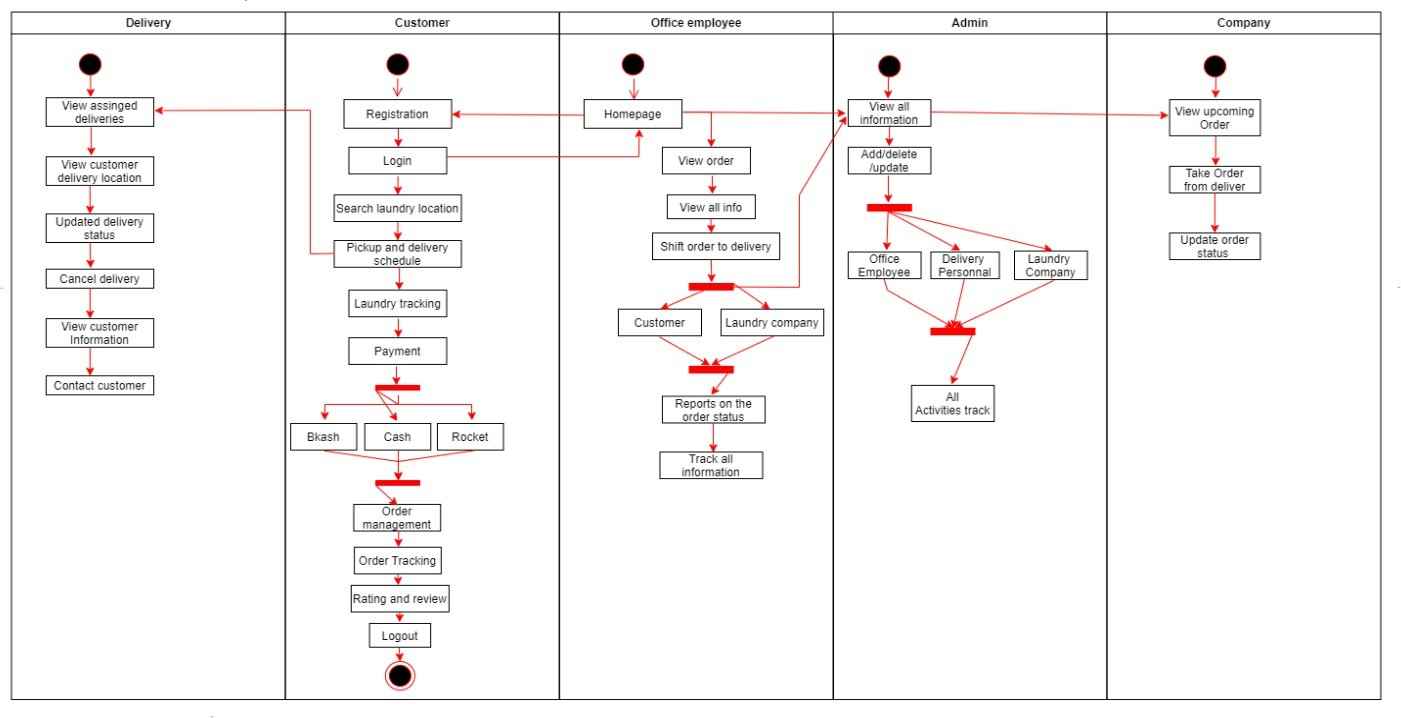 Delivery
Customer
Office employee
Admin
Company
View assinged
deliveries
View customer
delivery location
Updated delivery
status
Cancel delivery
View customer
Information
Contact customer
Registration
Login
Search laundry location
Pickup and delivery
schedule
Laundry tracking
Payment
Bkash
Cash
Rocket
Order
management
Order Tracking
Rating and review
Logout
Homepage
View order
View all info
Shift order to delivery
Customer
Laundry company
Reports on the
order status
Track all
information
View all
information
Add/delete
/update
Office
Employee
Delivery
Personnal
Laundry
Company
All
Activities track
View upcoming
Order
Take Order
from deliver
Update order
status